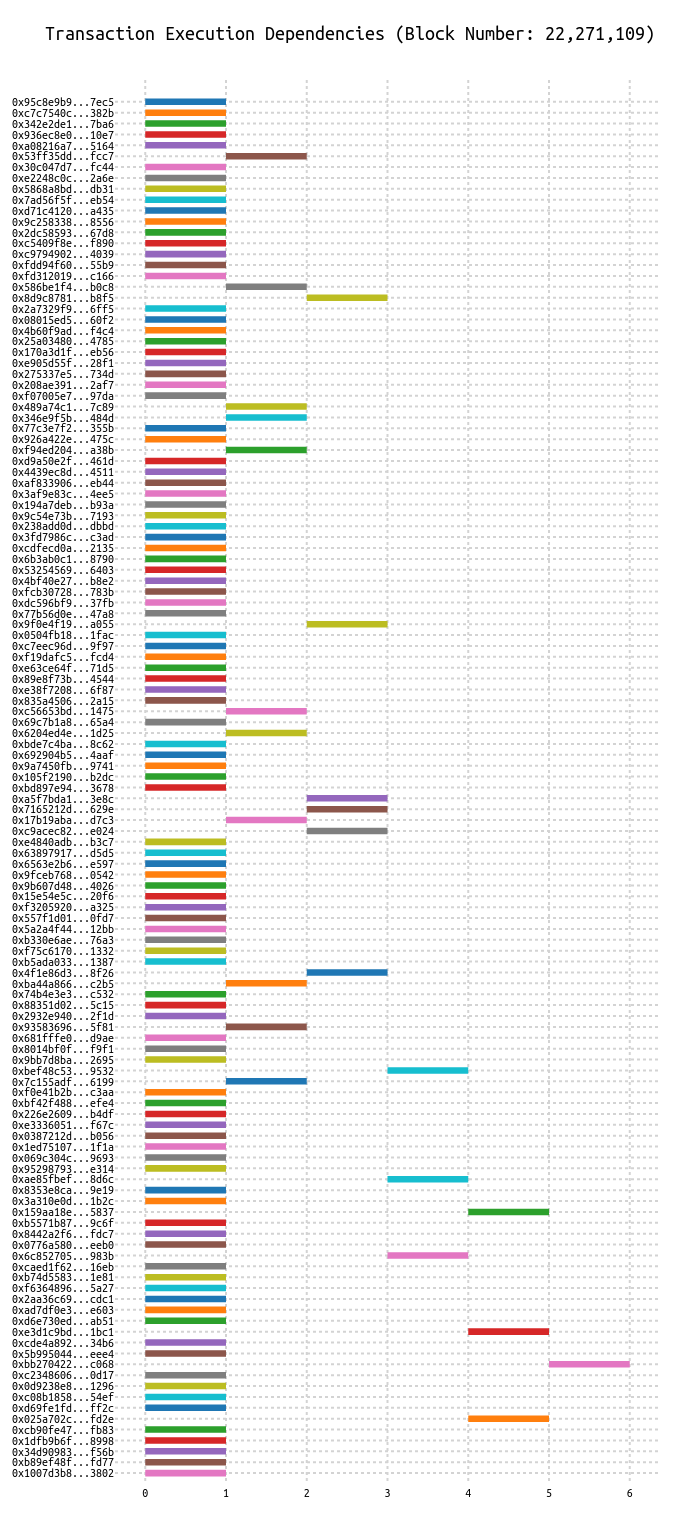 Transaction Execution Dependencies (Block Number: 22,271,109)
0x95c8e9b9...7ec5
0xc7c7540c...382b
0x342e2de1...7ba6
0x936ec8e0...10e7
0xa08216a7...5164
0x53ff35dd...fcc7
0x30c047d7...fc44
0xe2248c0c...2a6e
0x5868a8bd...db31
0x7ad56f5f...eb54
0xd71c4120...a435
0x9c258338...8556
0x2dc58593...67d8
0xc5409f8e...f890
0xc9794902...4039
0xfdd94f60...55b9
0xfd312019...c166
0x586be1f4...b0c8
0x8d9c8781...b8f5
0x2a7329f9...6ff5
0x08015ed5...60f2
0x4b60f9ad...f4c4
0x25a03480...4785
0x170a3d1f...eb56
0xe905d55f...28f1
0x275337e5...734d
0x208ae391...2af7
0xf07005e7...97da
0x489a74c1...7c89
0x346e9f5b...484d
0x77c3e7f2...355b
0x926a422e...475c
0xf94ed204...a38b
0xd9a50e2f...461d
0x4439ec8d...4511
0xaf833906...eb44
0x3af9e83c...4ee5
0x194a7deb...b93a
0x9c54e73b...7193
0x238add0d...dbbd
0x3fd7986c...c3ad
0xcdfecd0a...2135
0x6b3ab0c1...8790
0x53254569...6403
0x4bf40e27...b8e2
0xfcb30728...783b
0xdc596bf9...37fb
0x77b56d0e...47a8
0x9f0e4f19...a055
0x0504fb18...1fac
0xc7eec96d...9f97
0xf19dafc5...fcd4
0xe63ce64f...71d5
0x89e8f73b...4544
0xe38f7208...6f87
0x835a4506...2a15
0xc56653bd...1475
0x69c7b1a8...65a4
0x6204ed4e...1d25
0xbde7c4ba...8c62
0x692904b5...4aaf
0x9a7450fb...9741
0x105f2190...b2dc
0xbd897e94...3678
0xa5f7bda1...3e8c
0x7165212d...629e
0x17b19aba...d7c3
0xc9acec82...e024
0xe4840adb...b3c7
0x63897917...d5d5
0x6563e2b6...e597
0x9fceb768...0542
0x9b607d48...4026
0x15e54e5c...20f6
0xf3205920...a325
0x557f1d01...0fd7
0x5a2a4f44...12bb
0xb330e6ae...76a3
0xf75c6170...1332
0xb5ada033...1387
0x4f1e86d3...8f26
0xba44a866...c2b5
0x74b4e3e3...c532
0x88351d02...5c15
0x2932e940...2f1d
0x93583696...5f81
0x681fffe0...d9ae
0x8014bf0f...f9f1
0x9bb7d8ba...2695
0xbef48c53...9532
0x7c155adf...6199
0xf0e41b2b...c3aa
0xbf42f488...efe4
0x226e2609...b4df
0xe3336051...f67c
0x0387212d...b056
0x1ed75107...1f1a
0x069c304c...9693
0x95298793...e314
0xae85fbef...8d6c
0x8353e8ca...9e19
0x3a310e0d...1b2c
0x159aa18e...5837
0xb5571b87...9c6f
0x8442a2f6...fdc7
0x0776a580...eeb0
0x6c852705...983b
0xcaed1f62...16eb
0xb74d5583...1e81
0xf6364896...5a27
0x2aa36c69...cdc1
0xad7df0e3...e603
0xd6e730ed...ab51
0xe3d1c9bd...1bc1
0xcde4a892...34b6
0x5b995044...eee4
0xbb270422...c068
0xc2348606...0d17
0x0d9238e8...1296
0xc08b1858...54ef
0xd69fe1fd...ff2c
0x025a702c...fd2e
0xcb90fe47...fb83
0x1dfb9b6f...8998
0x34d90983...f56b
0xb89ef48f...fd77
0x1007d3b8...3802
0 1 2 3 4 5 6